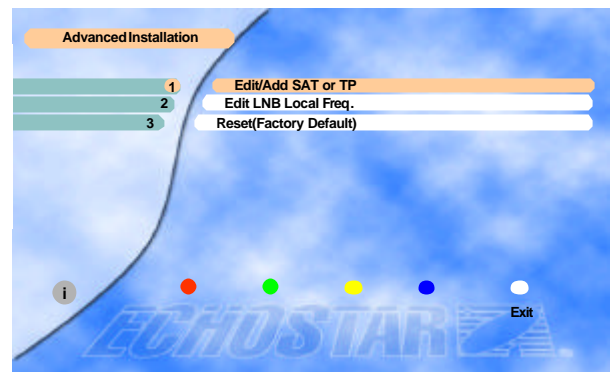 Advanced Installation
1 Edit/Add SAT or TP
2 Edit LNB Local Freq.
3 Reset(Factory Default)
i
Exit
ECHOSTAR